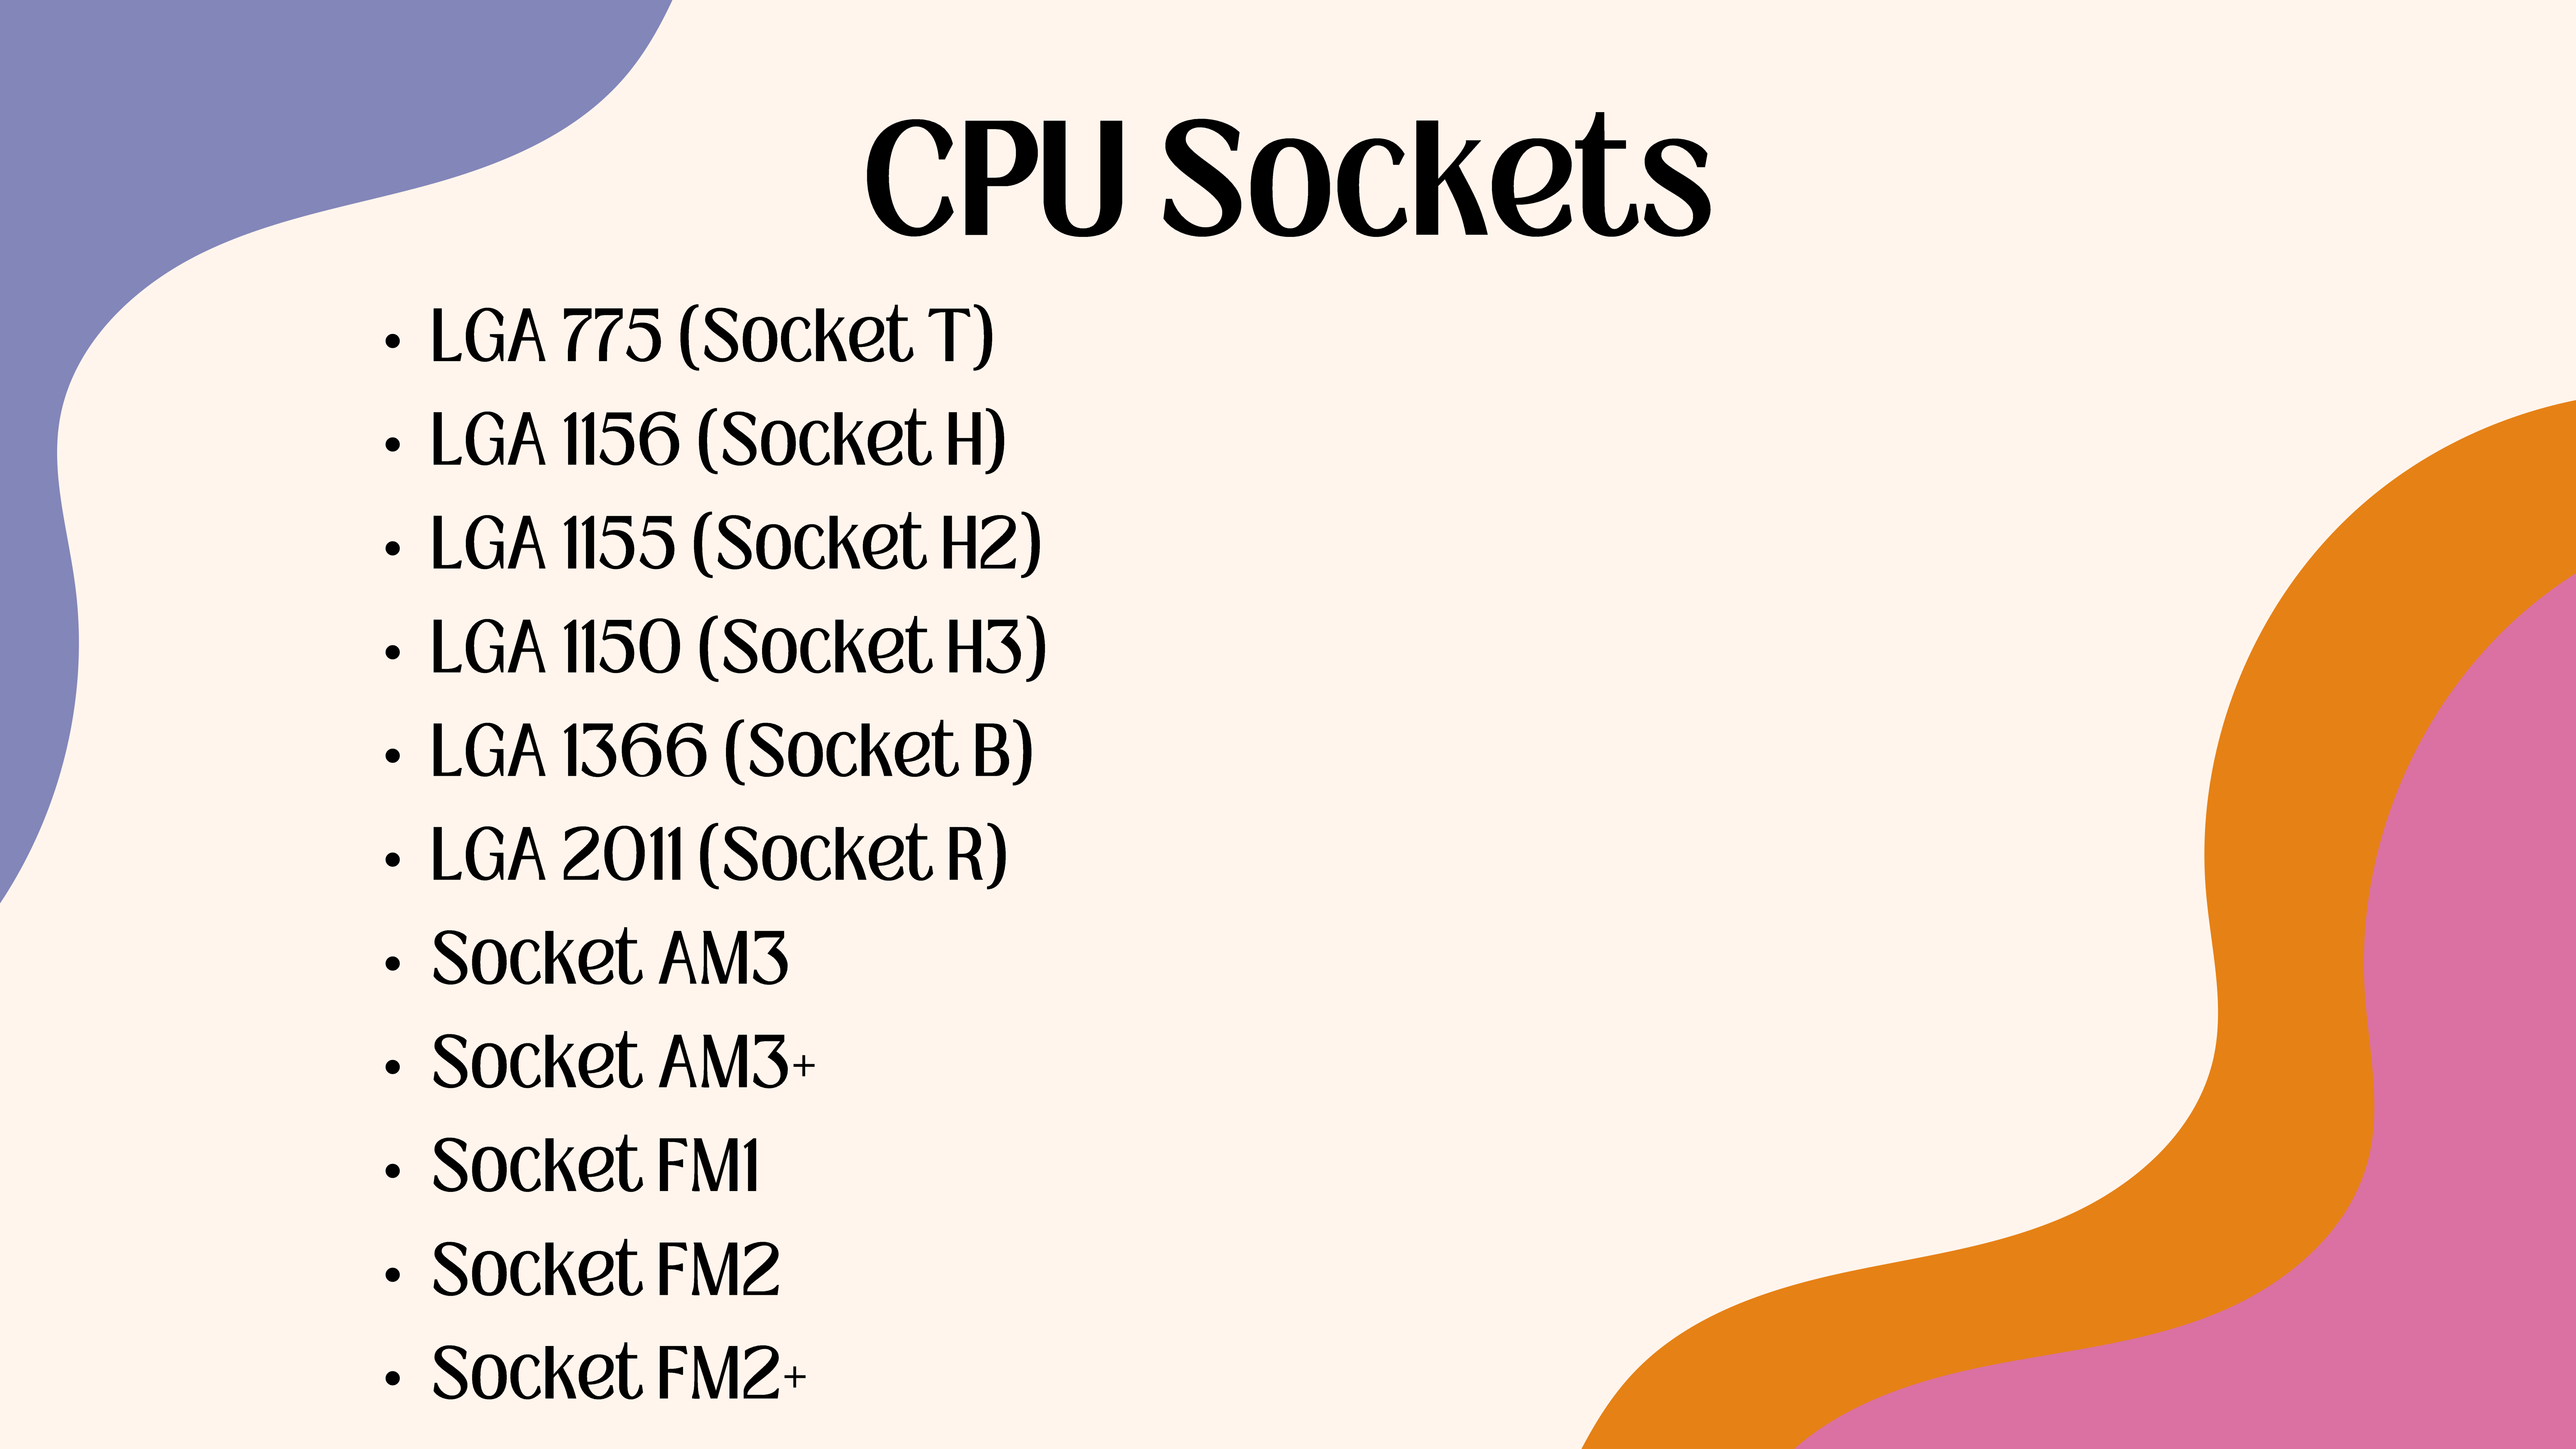 CPU Sockets
• LGA 775 (Socket T)
• LGA 1156 (Socket H)
• LGA 1155 (Socket H2)
• LGA 1150 (Socket H3)
• LGA 1366 (Socket B)
• LGA 2011 (Socket R)
• Socket AM3
• Socket AM3+
• Socket FM1
• Socket FM2
• Socket FM2+